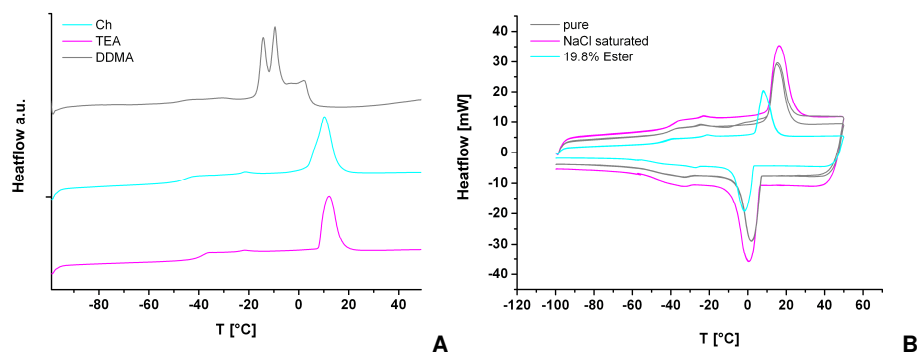 Ch
TEA
DDMA
Heatflow a.u.
-80 -60 -40 -20 0 20 40
T [°C]
A
pure
NaCl saturated
19.8% Ester
Heatflow [mW]
40
30
20
10
0
-10
-20
-30
-40
-120 -100 -80 -60 -40 -20 0 20 40 60
T [°C]
B